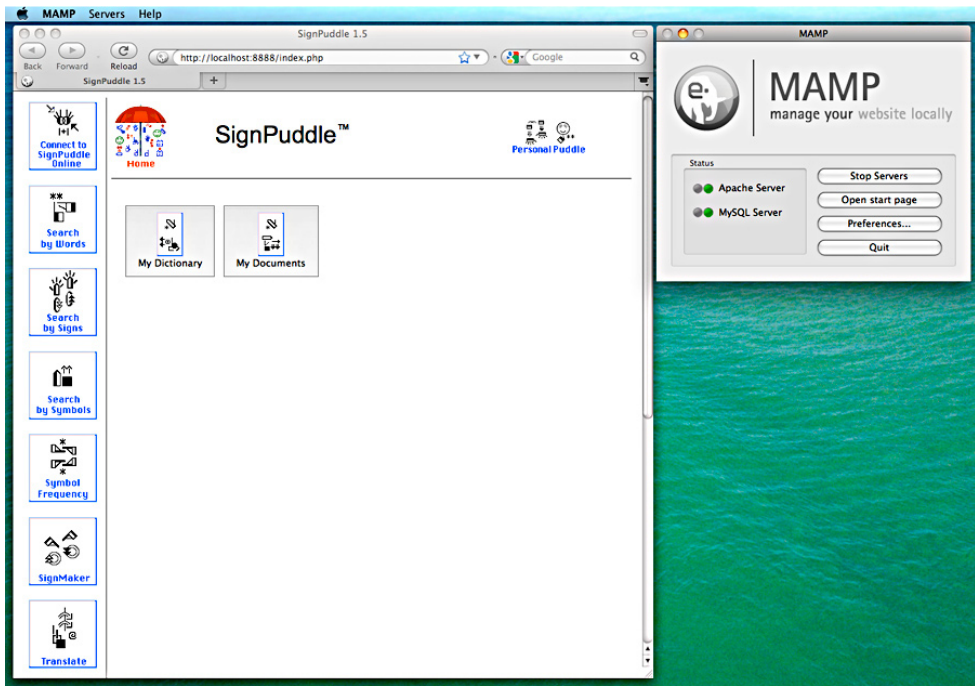 MAMP Servers Help
SignPuddle 1.5
Back Forward Reload
http://localhost:8888/index.php
Google
SignPuddle 1.5
+
Connect to
SignPuddle
Online
Search
by Words
Search
by Signs
Search
by Symbols
Symbol
Frequency
SignMaker
Translate
Home
SignPuddle™
Personal Puddle
My Dictionary
My Documents
MAMP
MAMP
manage your website locally
Status
Apache Server
MySQL Server
Stop Servers
Open start page
Preferences...
Quit